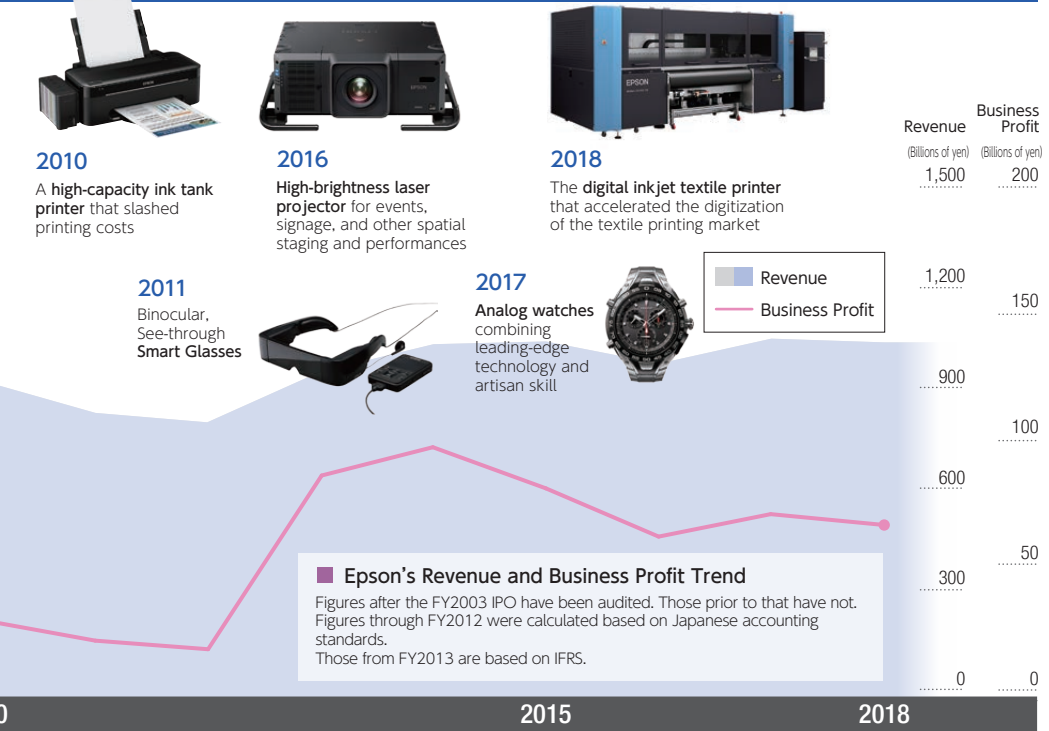 2010
A high-capacity ink tank
printer that slashed
printing costs
2016
High-brightness laser
projector for events,
signage, and other spatial
staging and performances
EPSON
2018
The digital inkjet textile printer
that accelerated the digitization
of the textile printing market
2011
Binocular,
See-through
Smart Glasses
2017
Analog watches
combining
leading-edge
technology and
artisan skill
Revenue
Business Profit
Revenue
(Billions of yen)
1,500
1,200
900
600
300
0
Business
Profit
(Billions of yen)
200
150
100
50
0
Epson's Revenue and Business Profit Trend
Figures after the FY2003 IPO have been audited. Those prior to that have not.
Figures through FY2012 were calculated based on Japanese accounting
standards.
Those from FY2013 are based on IFRS.
0
2015
2018